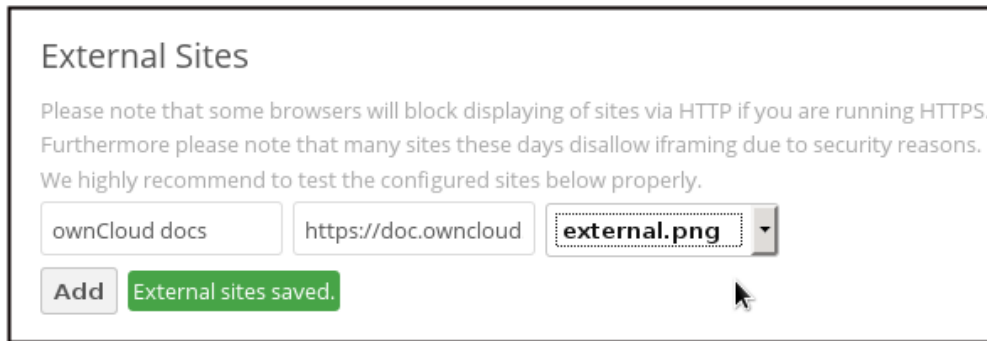 External Sites
Please note that some browsers will block displaying of sites via HTTP if you are running HTTPS.
Furthermore please note that many sites these days disallow iframing due to security reasons.
We highly recommend to test the configured sites below properly.
ownCloud docs https://doc.owncloud external.png
Add External sites saved.